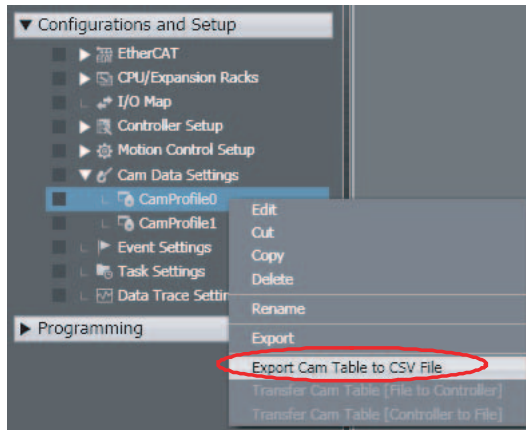 Configurations and Setup
EtherCAT
CPU/Expansion Racks
I/O Map
Controller Setup
Motion Control Setup
Cam Data Settings
CamProfile0
CamProfile1
Event Settings
Task Settings
Data Trace Settin
Programming
Edit
Cut
Copy
Delete
Rename
Export
Export Cam Table to CSV File
Transfer Cam Table [File to Controller]
Transfer Cam Table [Controller to File]